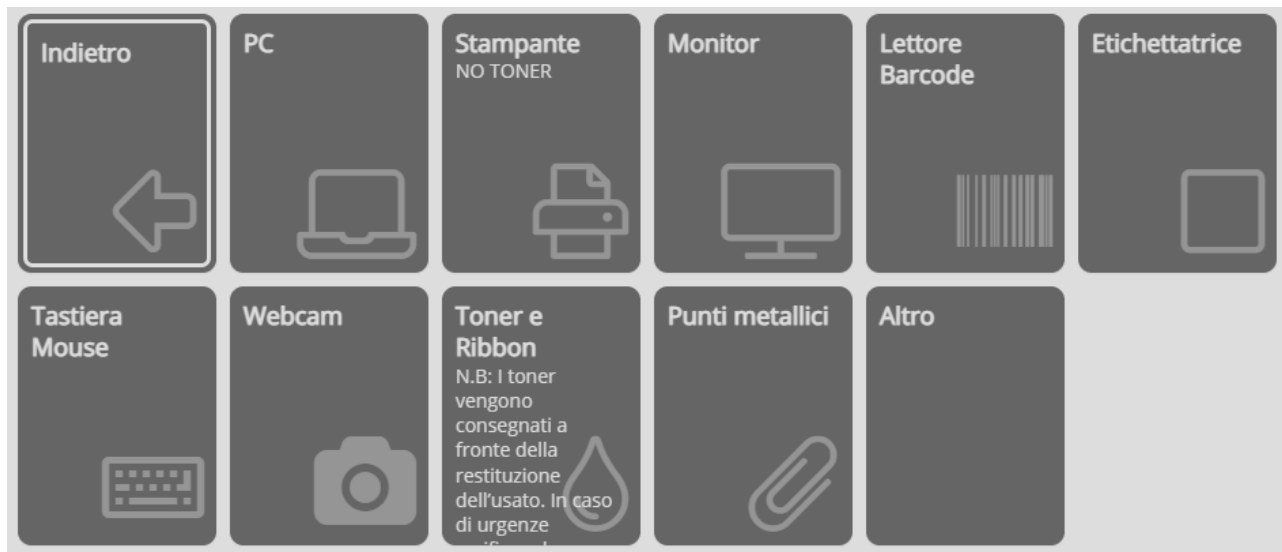 Indietro
PC
Stampante
NO TONER
Monitor
Lettore
Barcode
Etichettatrice
Tastiera
Mouse
Webcam
Toner e
Ribbon
N.B: I toner
vengono
consegnati a
fronte della
restituzione
dell'usato. In caso
di urgenze
Punti metallici
Altro